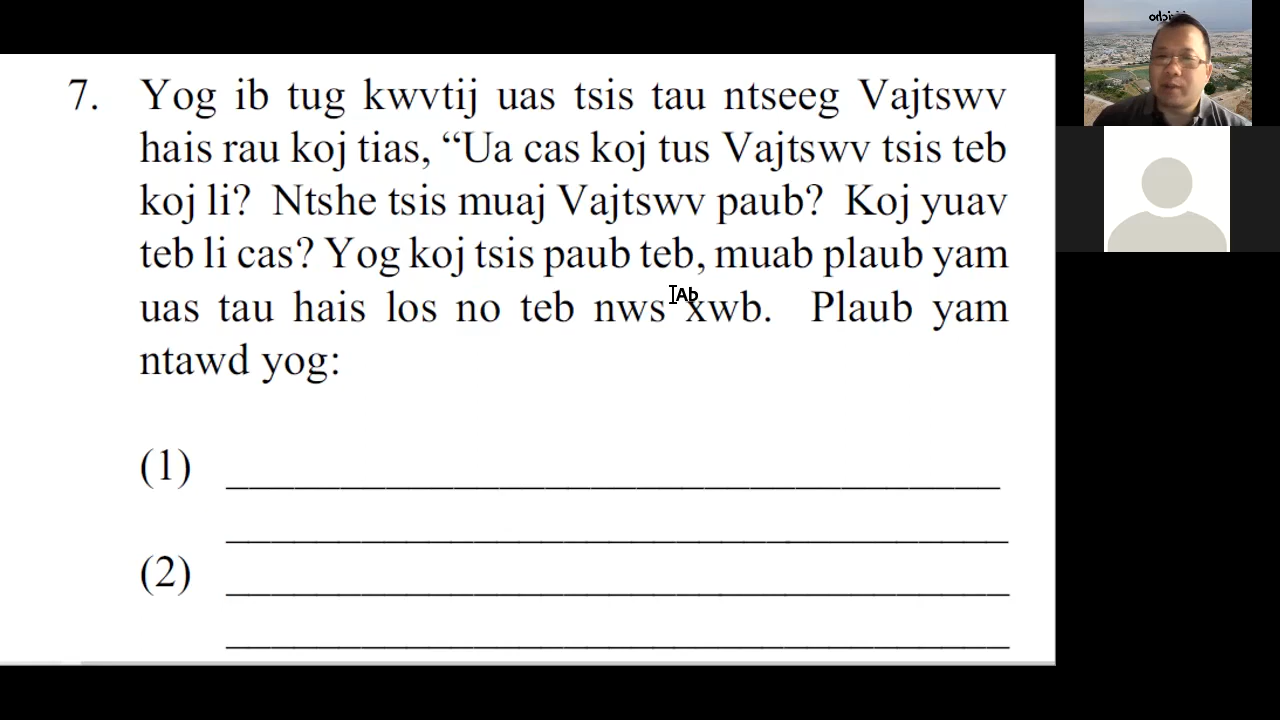 7. Yog ib tug kwvtij uas tsis tau ntseeg Vajtswv
hais rau koj tias, “Ua cas koj tus Vajtswv tsis teb
koj li? Ntshe tsis muaj Vajtswv paub? Koj yuav
teb li cas? Yog koj tsis paub teb, muab plaub yam
uas tau hais los no teb nws xwb. Plaub yam
ntawd yog:
(1)
(2)
Ab